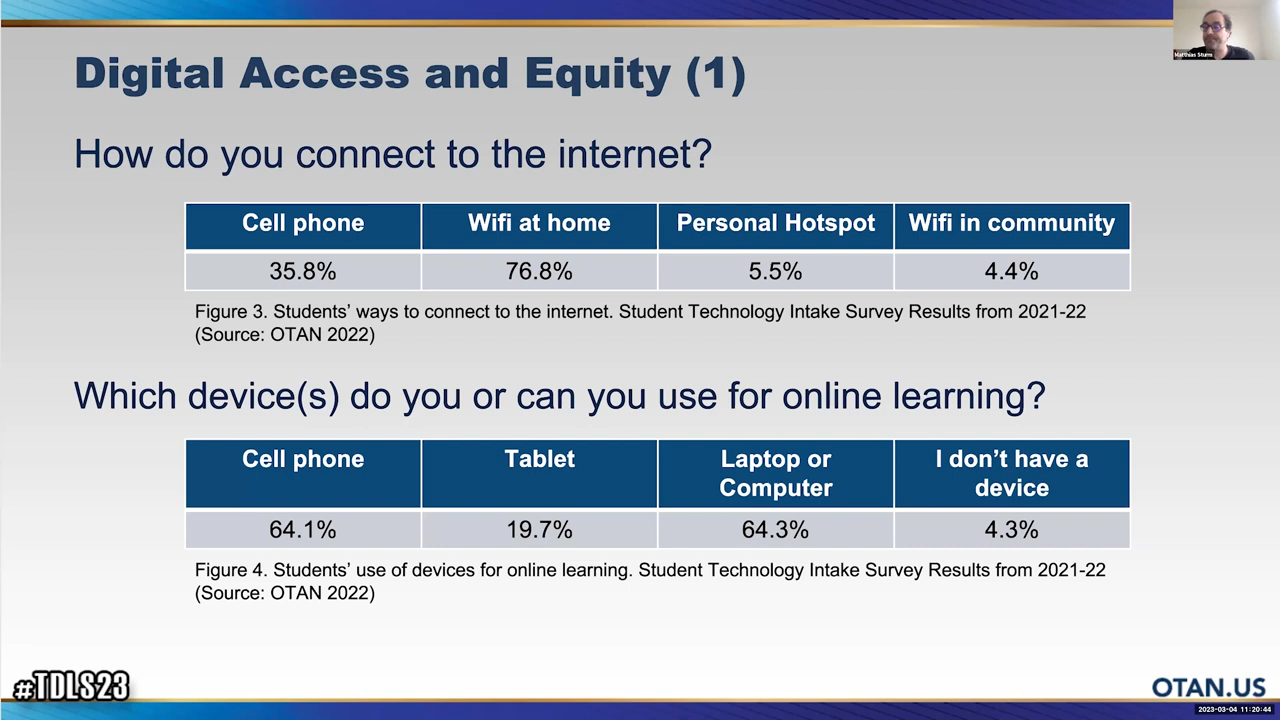 Digital Access and Equity (1)
Matthias Sturm
How do you connect to the internet?
Cell phone Wifi at home Personal Hotspot Wifi in community
35.8% 76.8% 5.5% 4.4%
Figure 3. Students’ ways to connect to the internet. Student Technology Intake Survey Results from 2021-22
(Source: OTAN 2022)
Which device(s) do you or can you use for online learning?
Cell phone Tablet Laptop or Computer I don’t have a device
64.1% 19.7% 64.3% 4.3%
Figure 4. Students’ use of devices for online learning. Student Technology Intake Survey Results from 2021-22
(Source: OTAN 2022)
#TDLS23
OTAN.US
2023-03-04 11:20:44